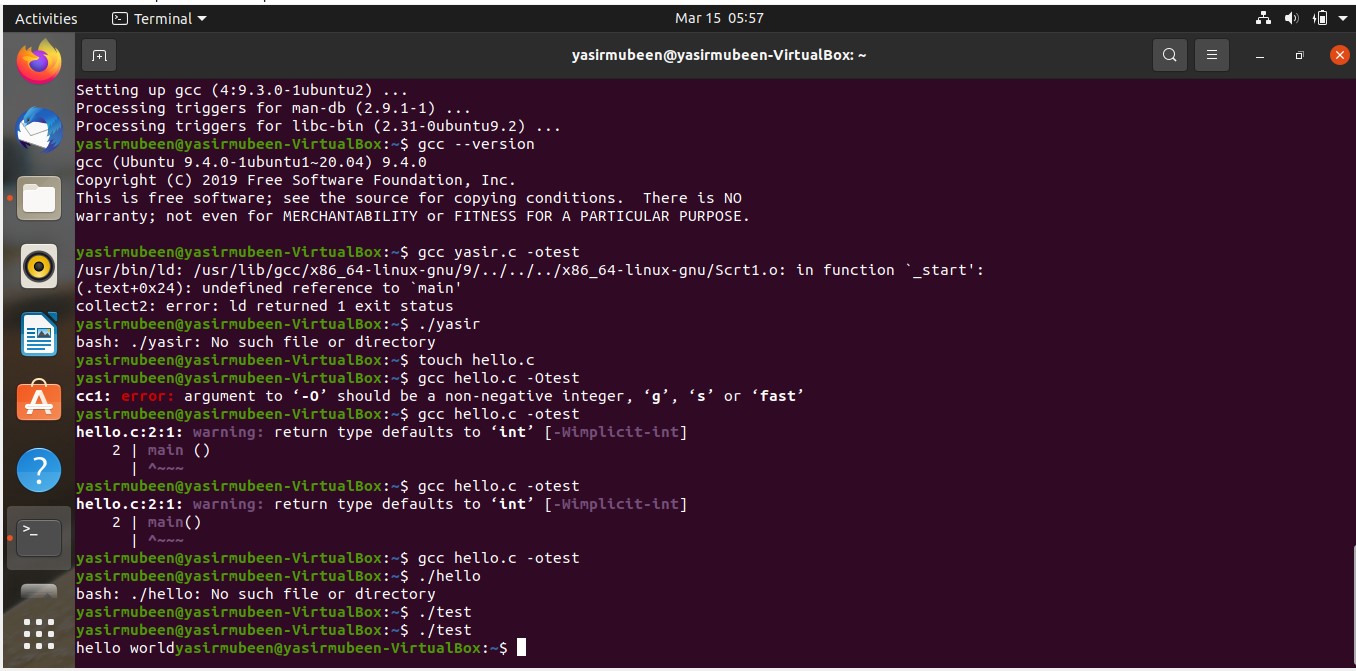 Activities
Terminal
Mar 15 05:57
yasirmubeen@yasirmubeen-VirtualBox: ~
Setting up gcc (4:9.3.0-1ubuntu2) ...
Processing triggers for man-db (2.9.1-1) ...
Processing triggers for libc-bin (2.31-0ubuntu9.2) ...
yasirmubeen@yasirmubeen-VirtualBox:~$ gcc --version
gcc (Ubuntu 9.4.0-1ubuntu1~20.04) 9.4.0
Copyright (C) 2019 Free Software Foundation, Inc.
This is free software; see the source for copying conditions.  There is NO
warranty; not even for MERCHANTABILITY or FITNESS FOR A PARTICULAR PURPOSE.
yasirmubeen@yasirmubeen-VirtualBox:~$ gcc yasir.c -otest
/usr/bin/ld: /usr/lib/gcc/x86_64-linux-gnu/9/../../../x86_64-linux-gnu/Scrt1.o: in function `_start':
(.text+0x24): undefined reference to `main'
collect2: error: ld returned 1 exit status
yasirmubeen@yasirmubeen-VirtualBox:~$ ./yasir
bash: ./yasir: No such file or directory
yasirmubeen@yasirmubeen-VirtualBox:~$ touch hello.c
yasirmubeen@yasirmubeen-VirtualBox:~$ gcc hello.c -Otest
cc1: error: argument to ‘-O’ should be a non-negative integer, ‘g’, ‘s’ or ‘fast’
yasirmubeen@yasirmubeen-VirtualBox:~$ gcc hello.c -otest
hello.c:2:1: warning: return type defaults to ‘int’ [-Wimplicit-int]
2 | main ()
| ^~~~
yasirmubeen@yasirmubeen-VirtualBox:~$ gcc hello.c -otest
hello.c:2:1: warning: return type defaults to ‘int’ [-Wimplicit-int]
2 | main()
| ^~~~
yasirmubeen@yasirmubeen-VirtualBox:~$ gcc hello.c -otest
yasirmubeen@yasirmubeen-VirtualBox:~$ ./hello
bash: ./hello: No such file or directory
yasirmubeen@yasirmubeen-VirtualBox:~$ ./test
yasirmubeen@yasirmubeen-VirtualBox:~$ ./test
hello worldyasirmubeen@yasirmubeen-VirtualBox:~$